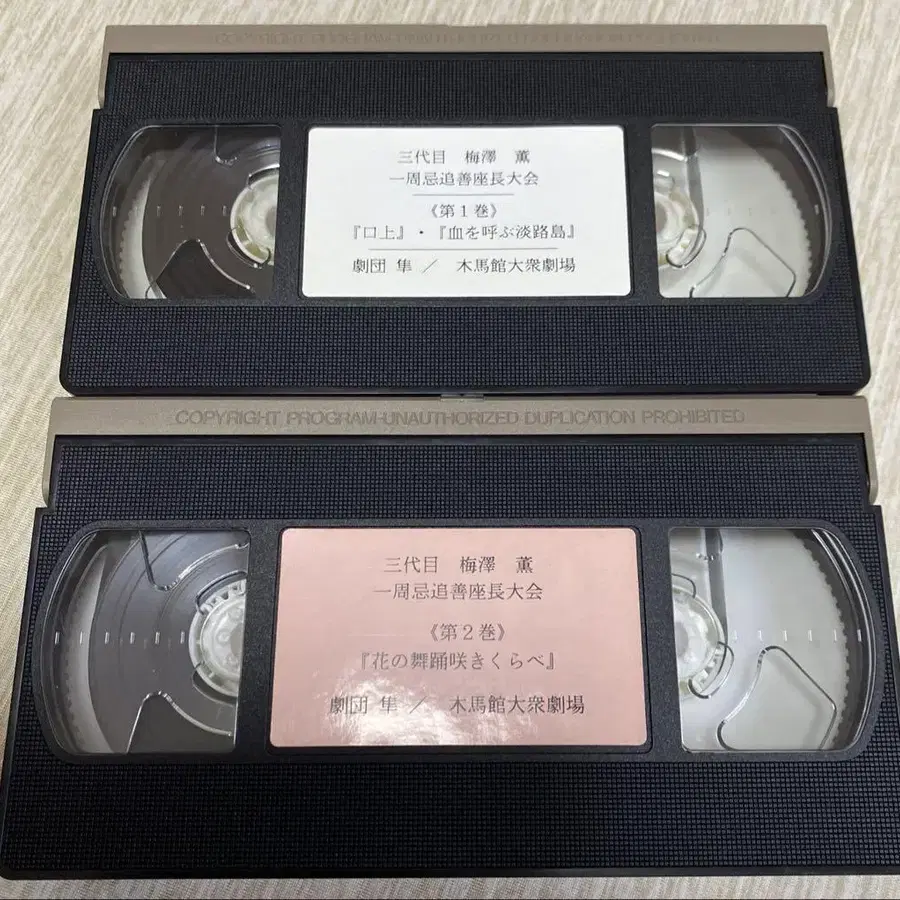 三代目 梅澤 薫
一周忌追善座長大会
《第1巻》
『口上』・『血を呼ぶ淡路島』
劇団 隼 / 木馬館大衆劇場
COPYRIGHT PROGRAM-UNAUTHORIZED DUPLICATION PROHIBITED
三代目 梅澤 薫
一周忌追善座長大会
《第2巻》
『花の舞踊咲きくらべ』
劇団 隼 / 木馬館大衆劇場